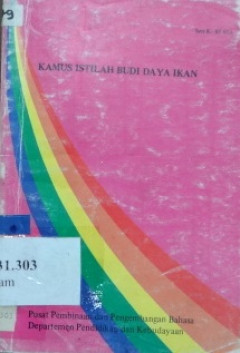 KAMUS ISTILAH BUDI DAYA IKAN
31.303
am
Pusat Pembinaan dan Pengembangan Bahasa
Departemen Pendidikan dan Kebudayaan